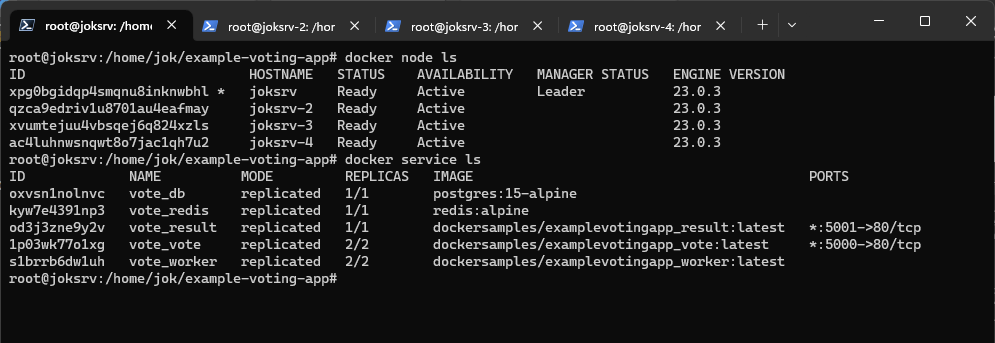 root@joksrv: /home
root@joksrv-2: /hor
root@joksrv-3: /hor
root@joksrv-4: /hor
root@joksrv:/home/jok/example-voting-app# docker node ls
ID HOSTNAME STATUS AVAILABILITY MANAGER STATUS ENGINE VERSION
xpg0bgidqp4smqnu8inknwbhl * joksrv Ready Active Leader 23.0.3
qzca9edriv1u8701au4eafmay joksrv-2 Ready Active 23.0.3
xvumtejuu4vbsqej6q824xzls joksrv-3 Ready Active 23.0.3
ac4luhnwsnqwt8o7jac1qh7u2 joksrv-4 Ready Active 23.0.3
root@joksrv:/home/jok/example-voting-app# docker service ls
ID NAME MODE REPLICAS IMAGE PORTS
oxvsn1nolnvc vote_db replicated 1/1 postgres:15-alpine
kyw7e4391np3 vote_redis replicated 1/1 redis:alpine
od3j3zne9y2v vote_result replicated 1/1 dockersamples/examplevotingapp_result:latest *:5001->80/tcp
1p03wk77o1xg vote_vote replicated 2/2 dockersamples/examplevotingapp_vote:latest *:5000->80/tcp
s1brrb6dw1uh vote_worker replicated 2/2 dockersamples/examplevotingapp_worker:latest
root@joksrv:/home/jok/example-voting-app#